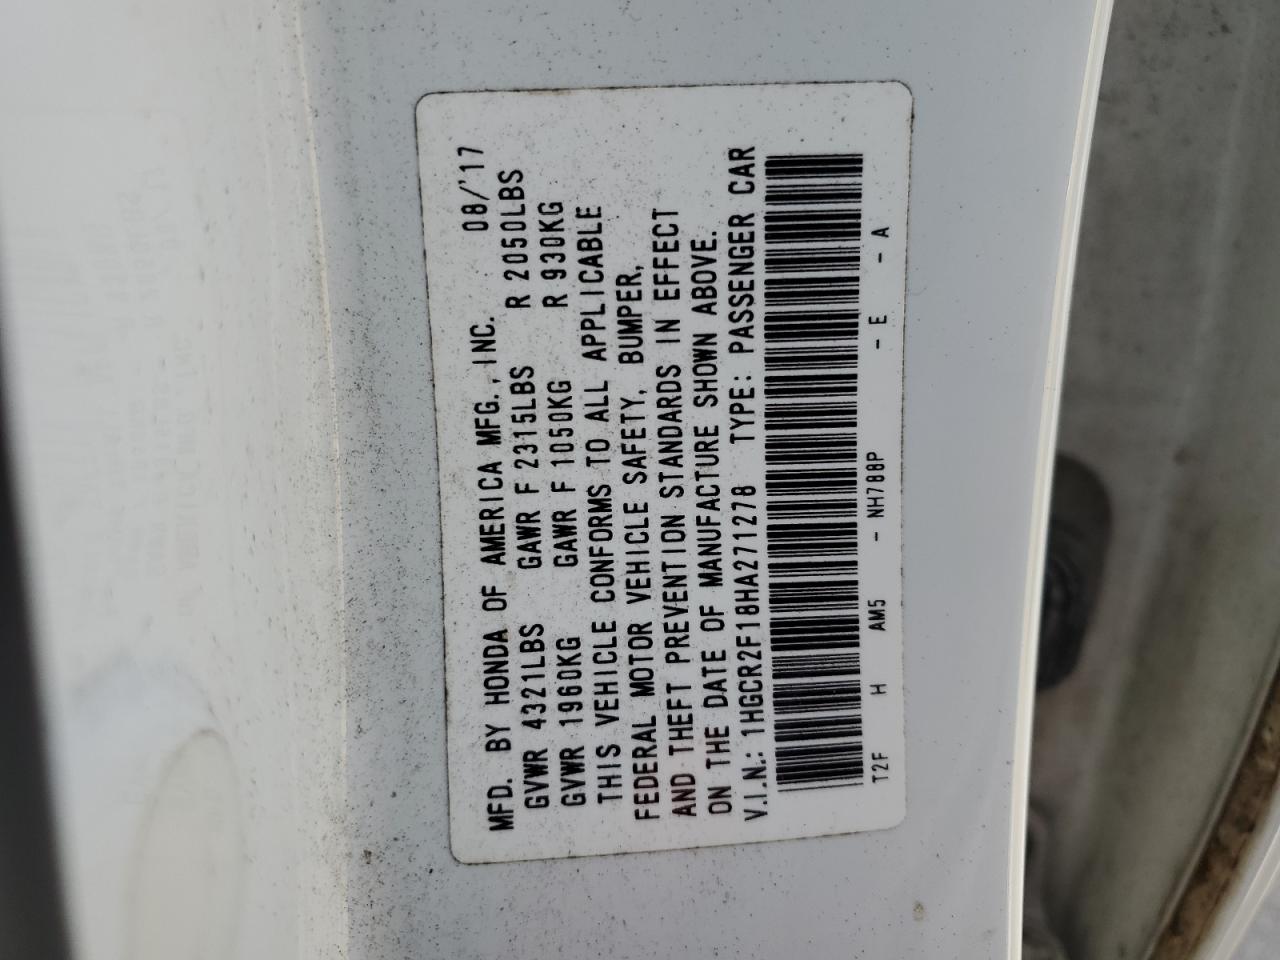 MFD. BY HONDA OF AMERICA MFG.,INC. 08/'17
GVWR 4321LBS GAWR F 2315LBS R 2050LBS
GVWR 1960KG GAWR F 1050KG R 930KG
THIS VEHICLE CONFORMS TO ALL APPLICABLE
FEDERAL MOTOR VEHICLE SAFETY, BUMPER,
AND THEFT PREVENTION STANDARDS IN EFFECT
ON THE DATE OF MANUFACTURE SHOWN ABOVE.
V.I.N.: 1HGCR2F18HA271278 TYPE: PASSENGER CAR
T2F H AM5 - NH788P - E - A